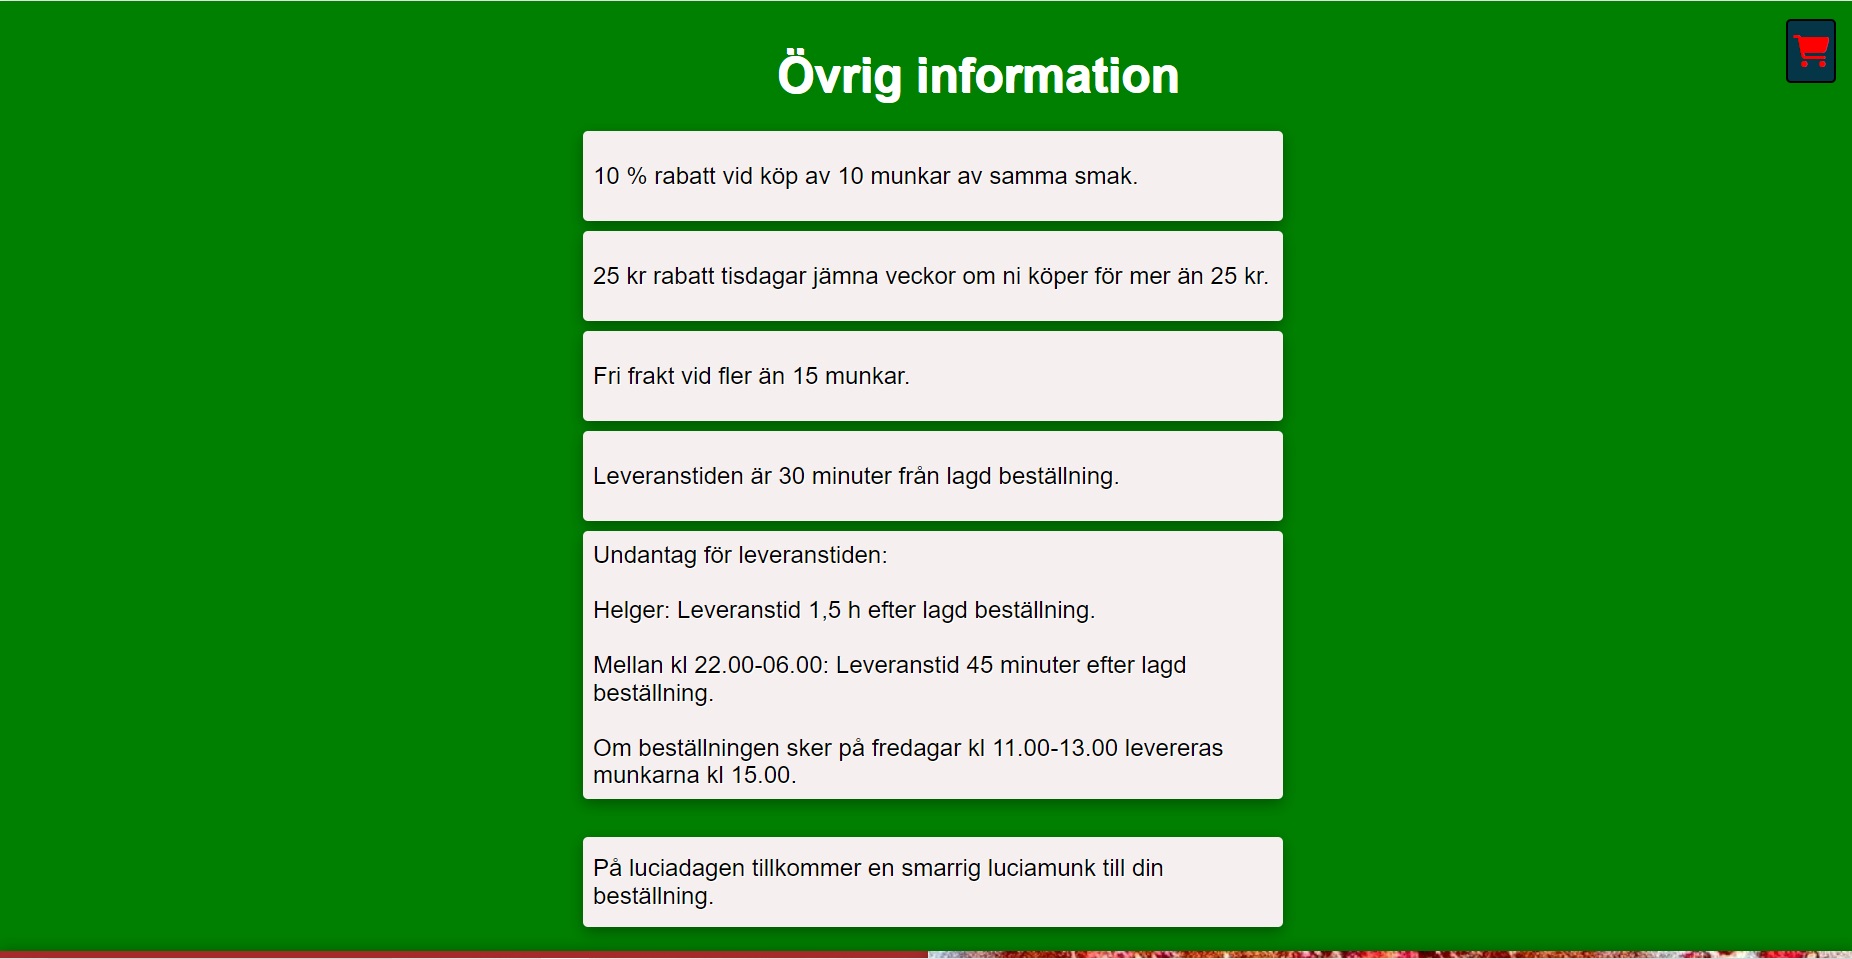 Övrig information
10 % rabatt vid köp av 10 munkar av samma smak.
25 kr rabatt tisdagar jämna veckor om ni köper för mer än 25 kr.
Fri frakt vid fler än 15 munkar.
Leveranstiden är 30 minuter från lagd beställning.
Undantag för leveranstiden:
Helger: Leveranstid 1,5 h efter lagd beställning.
Mellan kl 22.00-06.00: Leveranstid 45 minuter efter lagd
beställning.
Om beställningen sker på fredagar kl 11.00-13.00 levereras
munkarna kl 15.00.
På luciadagen tillkommer en smarrig luciamunk till din
beställning.